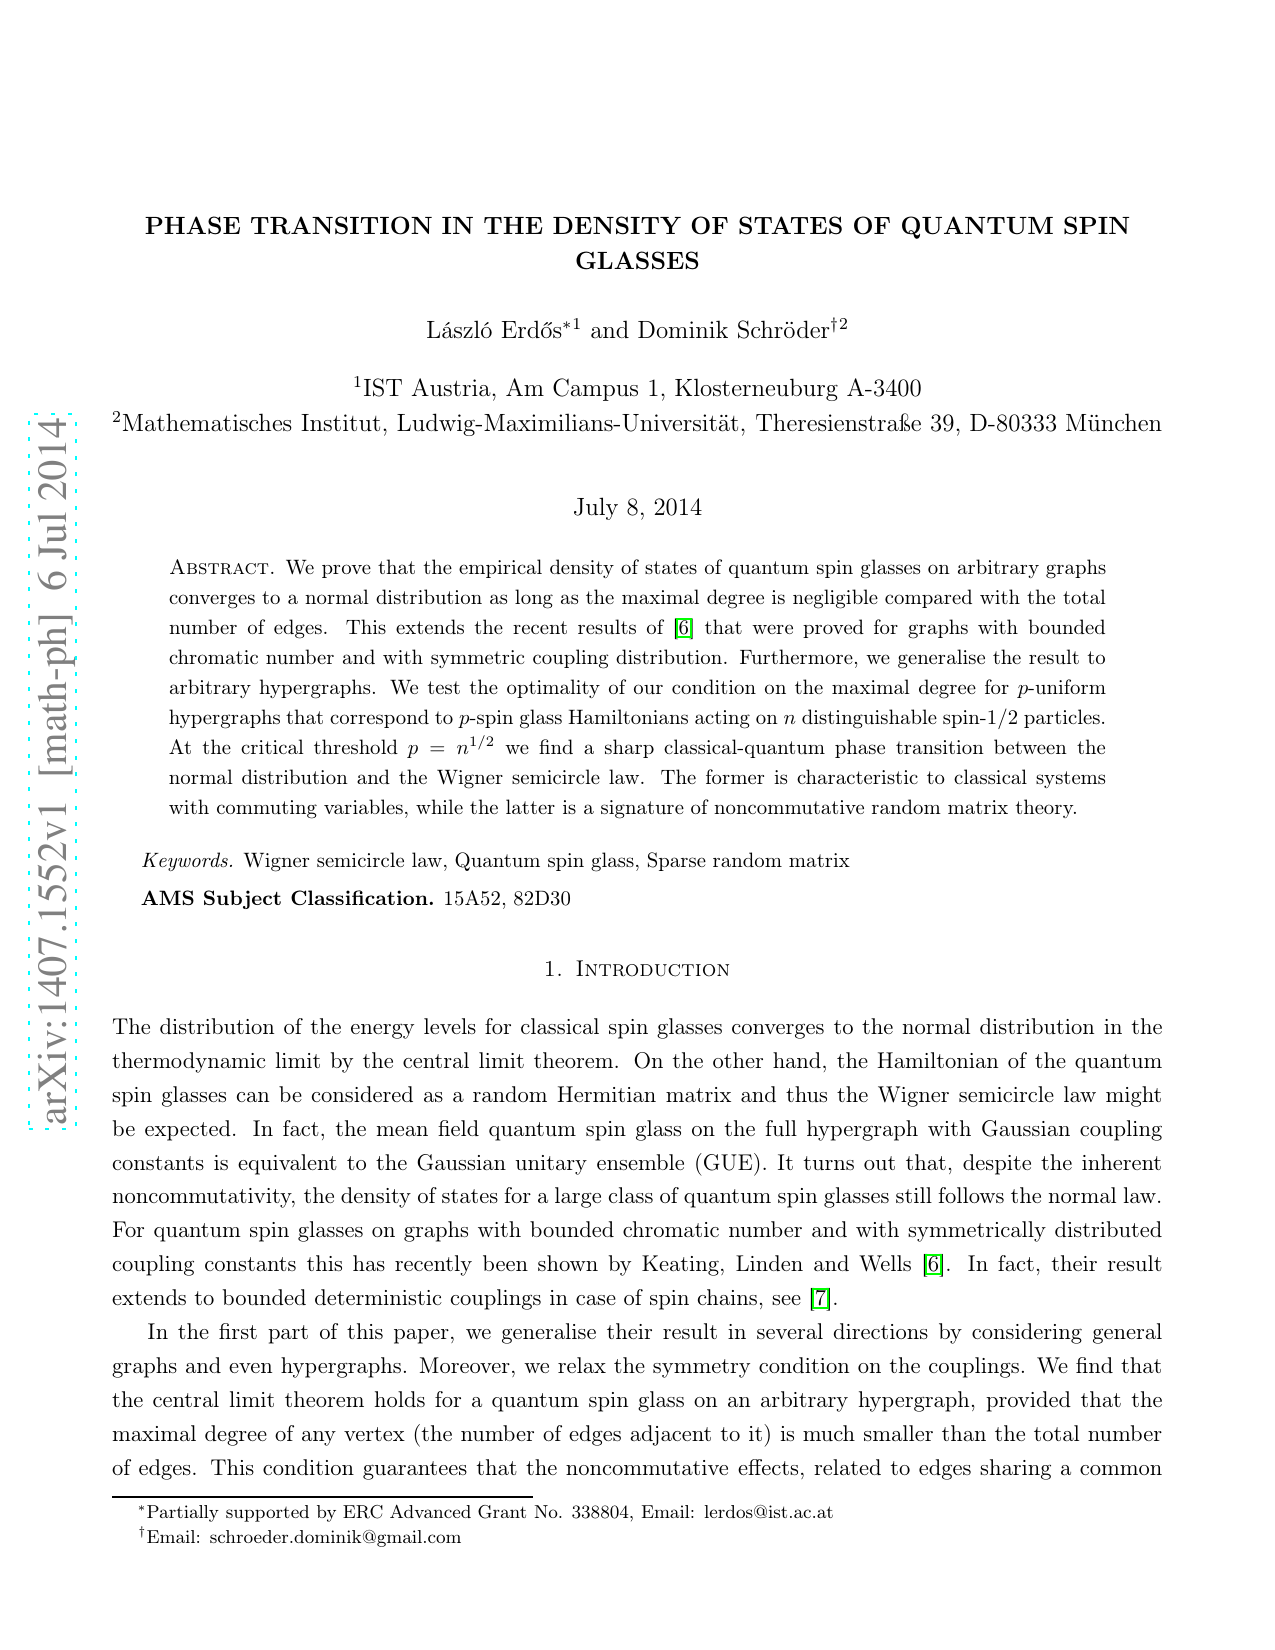 PHASE TRANSITION IN THE DENSITY OF STATES OF QUANTUM SPIN
GLASSES
László Erdős*1 and Dominik Schröder†2
1IST Austria, Am Campus 1, Klosterneuburg A-3400
2Mathematisches Institut, Ludwig-Maximilians-Universität, Theresienstraße 39, D-80333 München
July 8, 2014
ABSTRACT. We prove that the empirical density of states of quantum spin glasses on arbitrary graphs
converges to a normal distribution as long as the maximal degree is negligible compared with the total
number of edges. This extends the recent results of [6] that were proved for graphs with bounded
chromatic number and with symmetric coupling distribution. Furthermore, we generalise the result to
arbitrary hypergraphs. We test the optimality of our condition on the maximal degree for p-uniform
hypergraphs that correspond to p-spin glass Hamiltonians acting on n distinguishable spin-1/2 particles.
At the critical threshold p = n^{1/2} we find a sharp classical-quantum phase transition between the
normal distribution and the Wigner semicircle law. The former is characteristic to classical systems
with commuting variables, while the latter is a signature of noncommutative random matrix theory.
Keywords. Wigner semicircle law, Quantum spin glass, Sparse random matrix
AMS Subject Classification. 15A52, 82D30
1. INTRODUCTION
The distribution of the energy levels for classical spin glasses converges to the normal distribution in the
thermodynamic limit by the central limit theorem. On the other hand, the Hamiltonian of the quantum
spin glasses can be considered as a random Hermitian matrix and thus the Wigner semicircle law might
be expected. In fact, the mean field quantum spin glass on the full hypergraph with Gaussian coupling
constants is equivalent to the Gaussian unitary ensemble (GUE). It turns out that, despite the inherent
noncommutativity, the density of states for a large class of quantum spin glasses still follows the normal law.
For quantum spin glasses on graphs with bounded chromatic number and with symmetrically distributed
coupling constants this has recently been shown by Keating, Linden and Wells [6]. In fact, their result
extends to bounded deterministic couplings in case of spin chains, see [7].
In the first part of this paper, we generalise their result in several directions by considering general
graphs and even hypergraphs. Moreover, we relax the symmetry condition on the couplings. We find that
the central limit theorem holds for a quantum spin glass on an arbitrary hypergraph, provided that the
maximal degree of any vertex (the number of edges adjacent to it) is much smaller than the total number
of edges. This condition guarantees that the noncommutative effects, related to edges sharing a common
*Partially supported by ERC Advanced Grant No. 338804, Email: lerdos@ist.ac.at
†Email: schroeder.dominik@gmail.com
arXiv:1407.1552v1 [math-ph] 6 Jul 2014